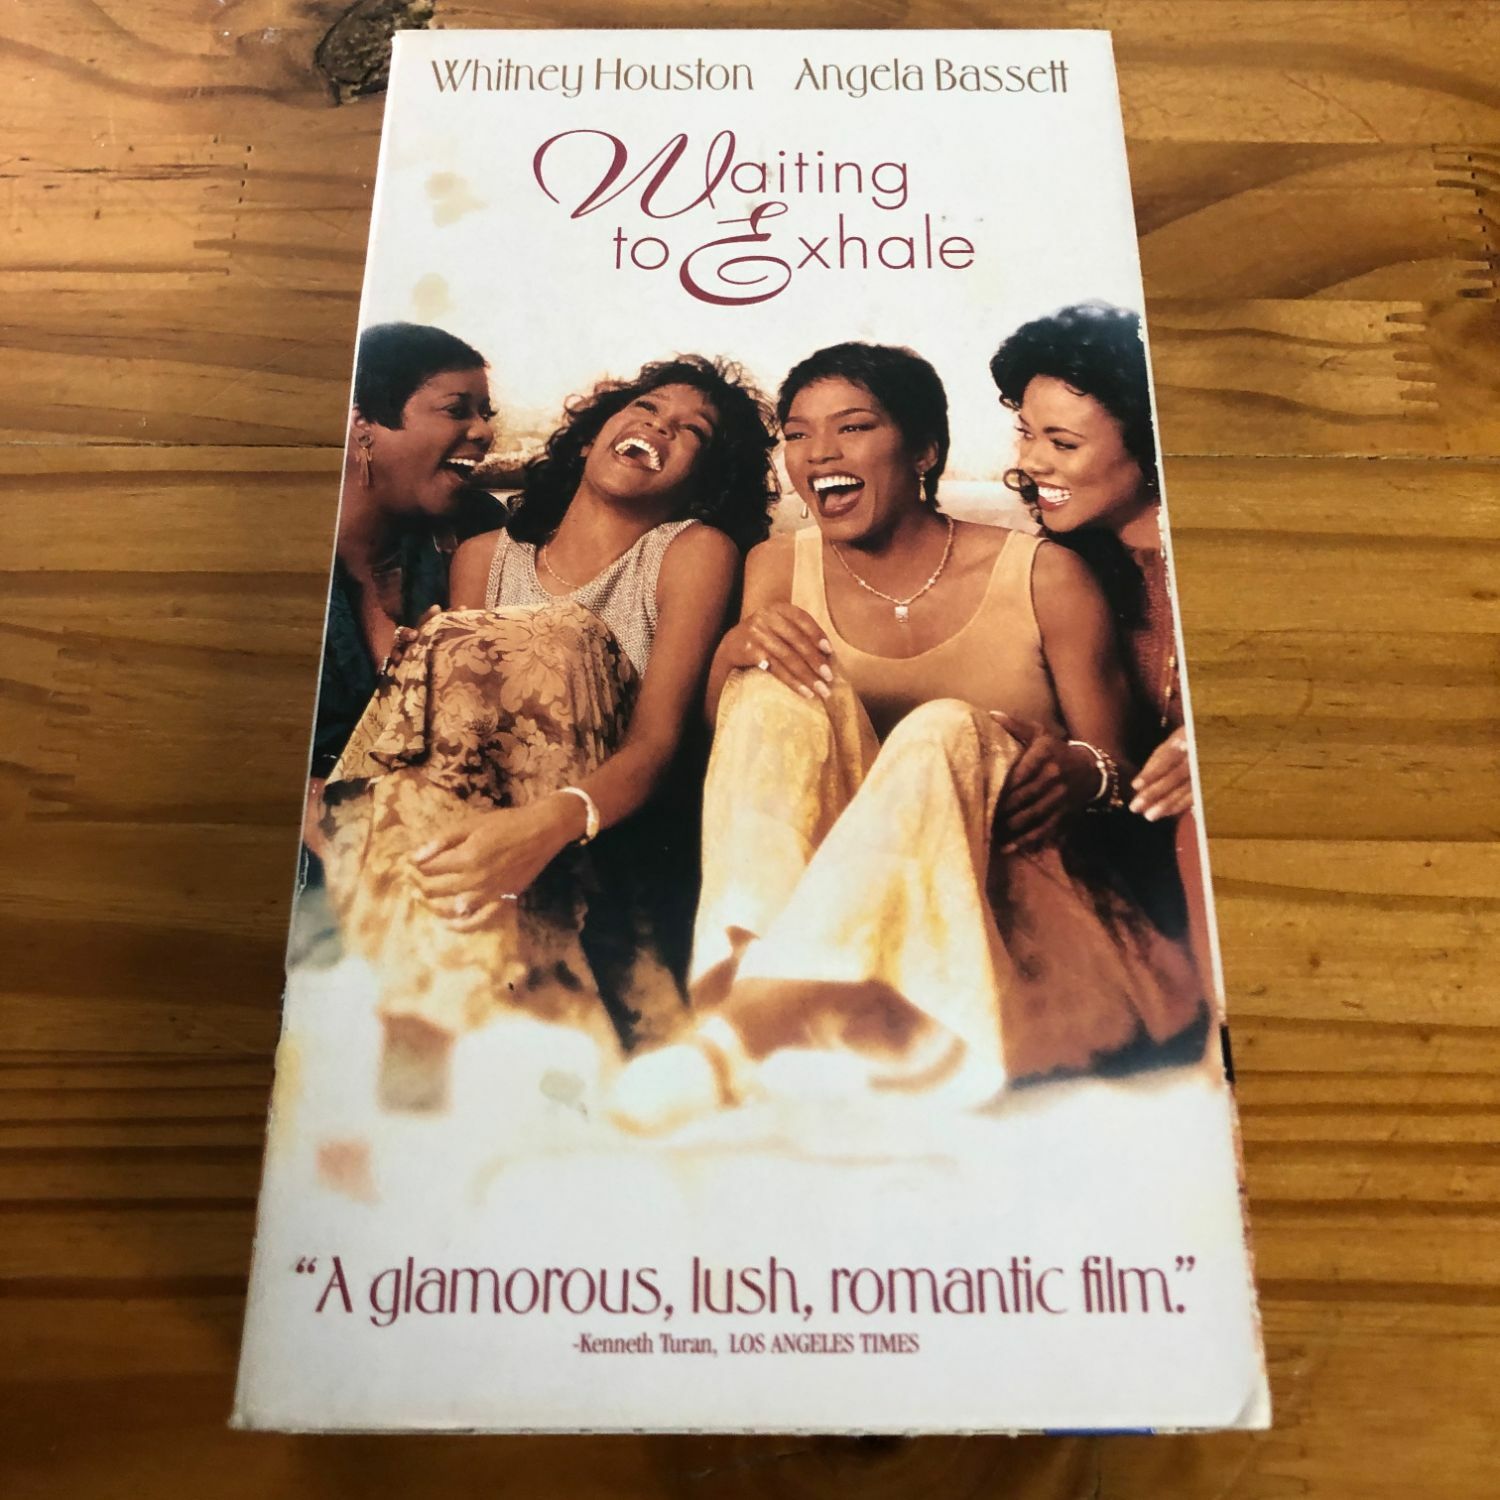 Whitney Houston Angela Bassett
Waiting
to Exhale
“A glamorous, lush, romantic film.”
-Kenneth Turan, LOS ANGELES TIMES